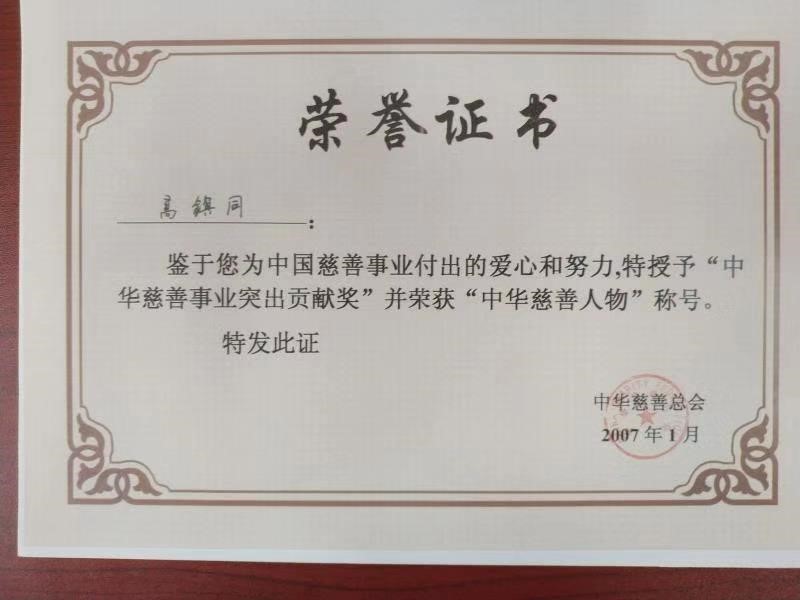 荣誉证书
高镇同:
鉴于您为中国慈善事业付出的爱心和努力,特授予“中
华慈善事业突出贡献奖”并荣获“中华慈善人物”称号。
特发此证
中华慈善总会
2007年1月